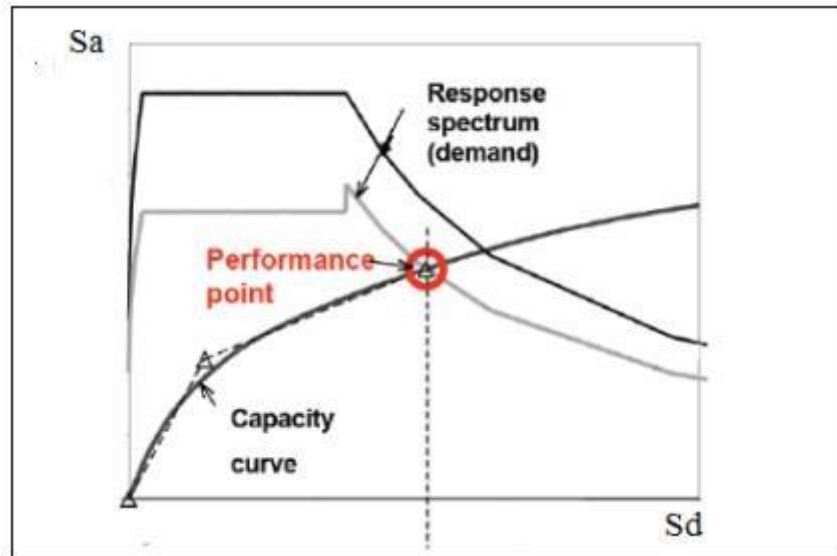 Sa
Response
spectrum
(demand)
Performance
point
Capacity
curve
Sd